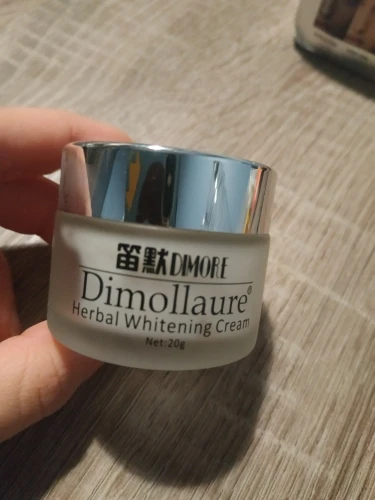 笛默DIMORE
Dimollaure®
Herbal Whitening Cream
Net:20g